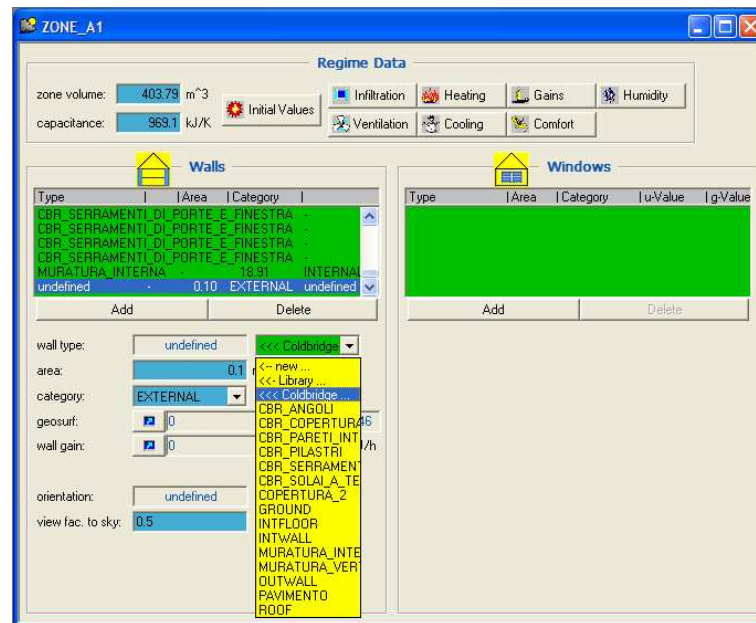 ZONE_A1
Regime Data
zone volume: 403.79 m^3
capacitance: 969.1 kJ/K
Initial Values
Infiltration Heating Gains Humidity
Ventilation Cooling Comfort
Walls
Type | | Area | Category |
CBR_SERRAMENTI_DI_PORTE_E_FINESTRA -
CBR_SERRAMENTI_DI_PORTE_E_FINESTRA -
CBR_SERRAMENTI_DI_PORTE_E_FINESTRA -
CBR_SERRAMENTI_DI_PORTE_E_FINESTRA -
MURATURA_INTERNA - 18.91 INTERNAL
undefined - 0.10 EXTERNAL undefined
Add Delete
wall type: undefined <<< Coldbridge
area: 0.1
category: EXTERNAL
geosurf: 0 46
wall gain: 0 /h
orientation: undefined
view fac. to sky: 0.5
<-- new ...
<<- Library ...
<<< Coldbridge ...
CBR_ANGOLI
CBR_COPERTURA
CBR_PARETI_INT
CBR_PILASTRI
CBR_SERRAMEN
CBR_SOLAI_A_TE
COPERTURA_2
GROUND
INTFLOOR
INTWALL
MURATURA_INTE
MURATURA_VER
OUTWALL
PAVIMENTO
ROOF
Windows
Type | Area | Category | u-Value | g-Value
Add Delete